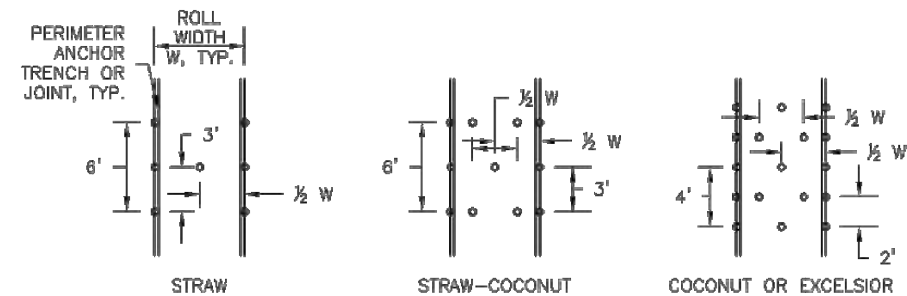 ROLL
WIDTH
W, TYP.
PERIMETER
ANCHOR
TRENCH OR
JOINT, TYP.
3'
6'
½ W
STRAW
½ W
½ W
6'
3'
STRAW-COCONUT
½ W
½ W
4'
2'
COCONUT OR EXCELSIOR